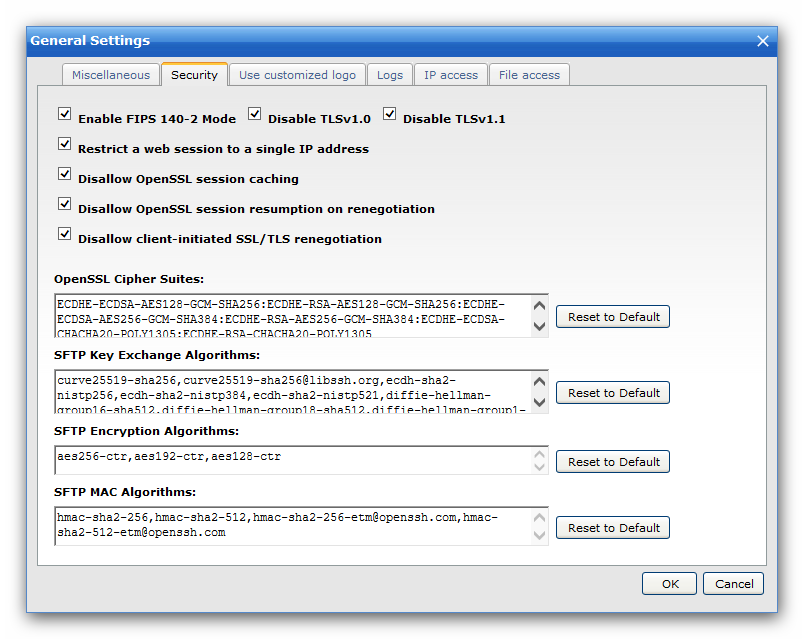 General Settings
Miscellaneous Security Use customized logo Logs IP access File access
Enable FIPS 140-2 Mode Disable TLSv1.0 Disable TLSv1.1
Restrict a web session to a single IP address
Disallow OpenSSL session caching
Disallow OpenSSL session resumption on renegotiation
Disallow client-initiated SSL/TLS renegotiation
OpenSSL Cipher Suites:
ECDHE-ECDSA-AES128-GCM-SHA256:ECDHE-RSA-AES128-GCM-SHA256:ECDHE-
ECDSA-AES256-GCM-SHA384:ECDHE-RSA-AES256-GCM-SHA384:ECDHE-ECDSA-
CHACHA20-POLY1305:ECDHE-RSA-CHACHA20-POLY1305
Reset to Default
SFTP Key Exchange Algorithms:
curve25519-sha256,curve25519-sha256@libssh.org,ecdh-sha2-
nistp256,ecdh-sha2-nistp384,ecdh-sha2-nistp521,diffie-hellman-
group16-sha512,diffie-hellman-group18-sha512,diffie-hellman-group1-
Reset to Default
SFTP Encryption Algorithms:
aes256-ctr,aes192-ctr,aes128-ctr
Reset to Default
SFTP MAC Algorithms:
hmac-sha2-256,hmac-sha2-512,hmac-sha2-256-etm@openssh.com,hmac-
sha2-512-etm@openssh.com
Reset to Default
OK Cancel